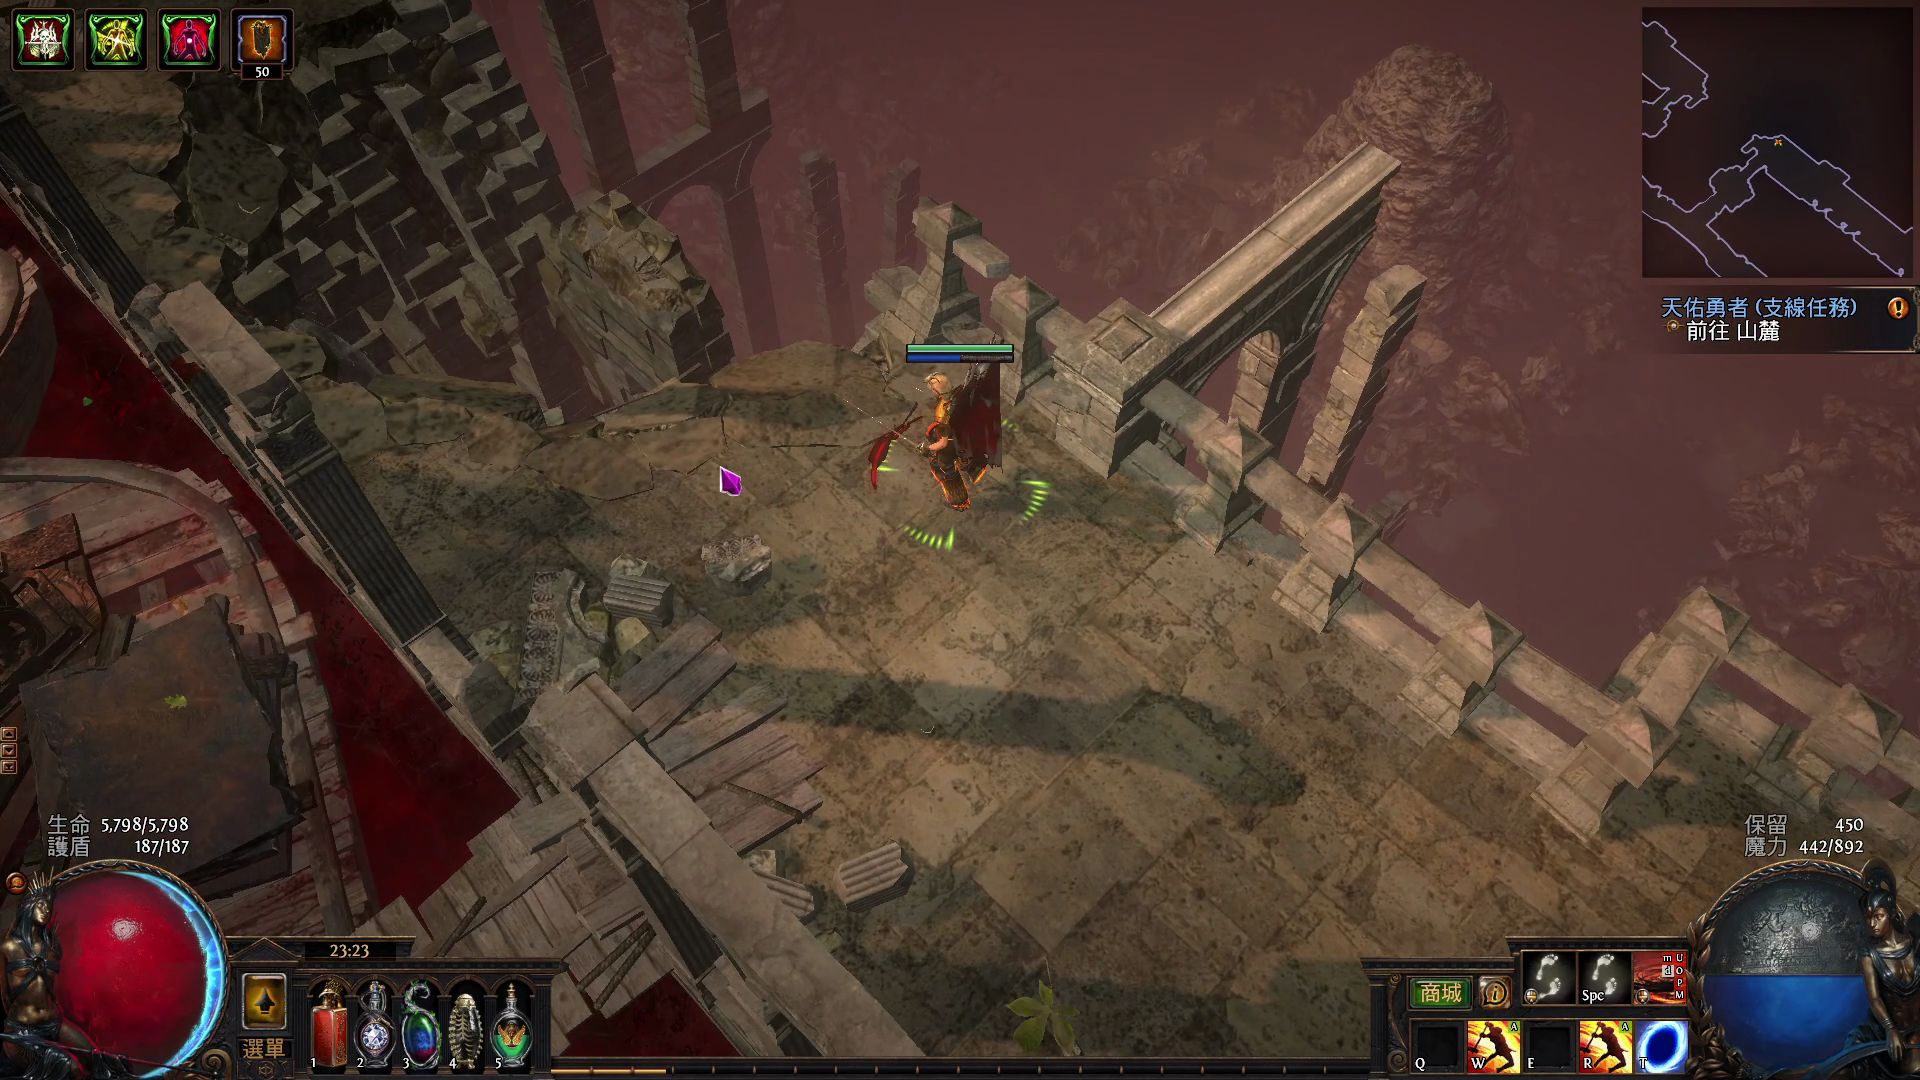 50
天佑勇者 (支線任務)
前往 山麓
生命 5,798/5,798
護盾 187/187
保留 450
魔力 442/892
23:23
選單
1 2 3 4 5
商城
Spc
m U
d O
P
M
Q W A E R A T